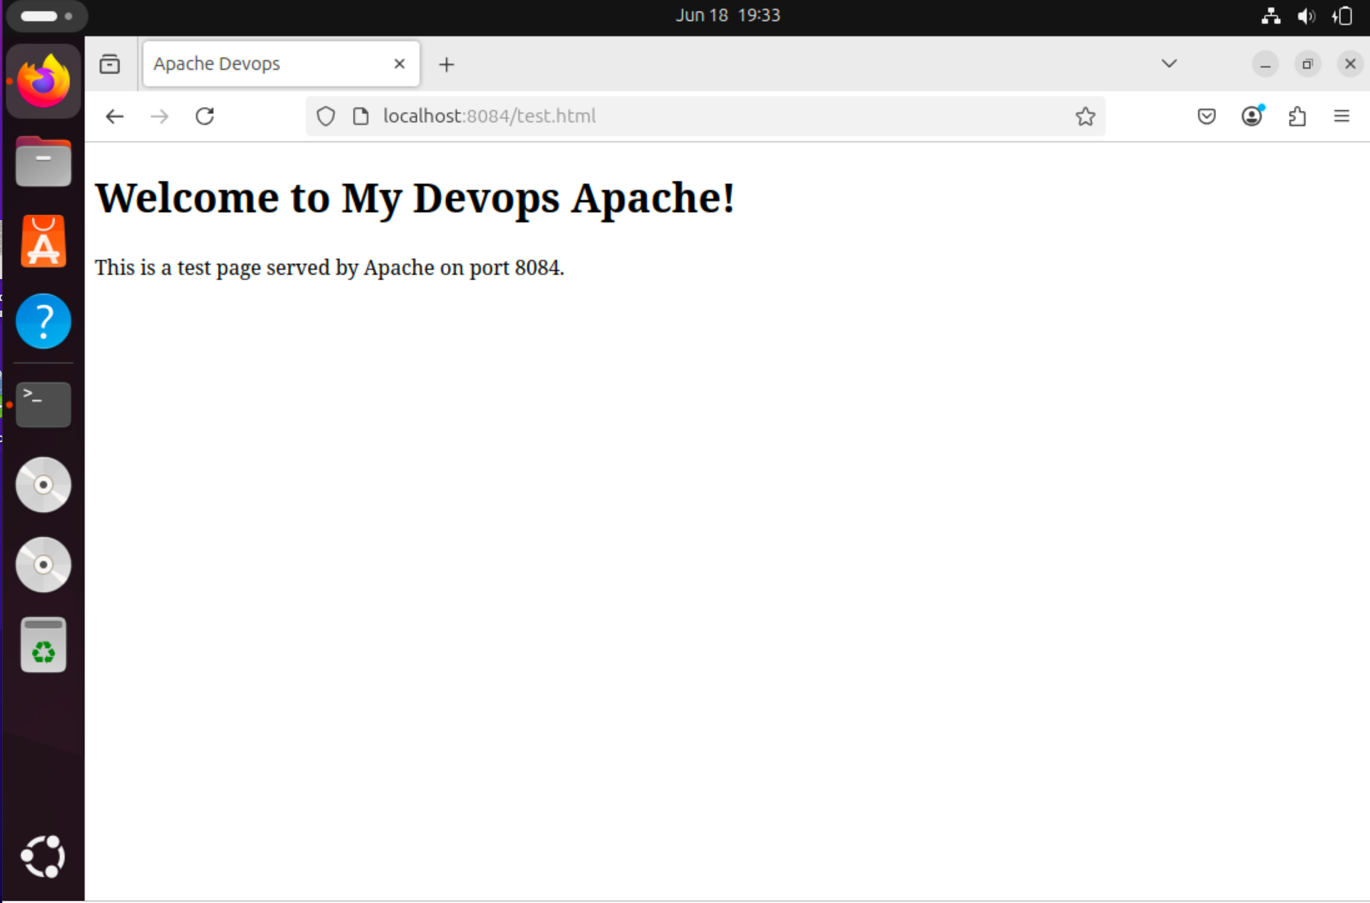 Jun 18 19:33
Apache Devops
localhost:8084/test.html
Welcome to My Devops Apache!
This is a test page served by Apache on port 8084.